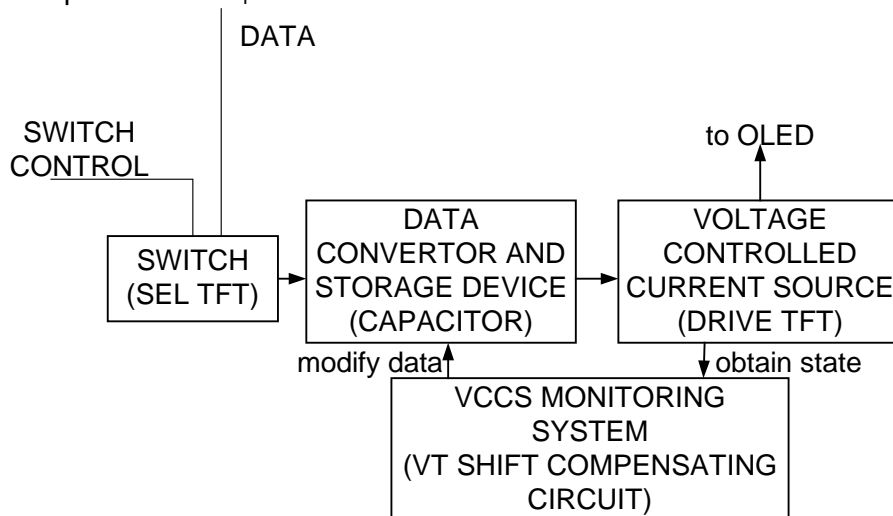 DATA
SWITCH
CONTROL
to OLED
SWITCH
(SEL TFT)
DATA
CONVERTOR AND
STORAGE DEVICE
(CAPACITOR)
VOLTAGE
CONTROLLED
CURRENT SOURCE
(DRIVE TFT)
modify data
obtain state
VCCS MONITORING
SYSTEM
(VT SHIFT COMPENSATING
CIRCUIT)